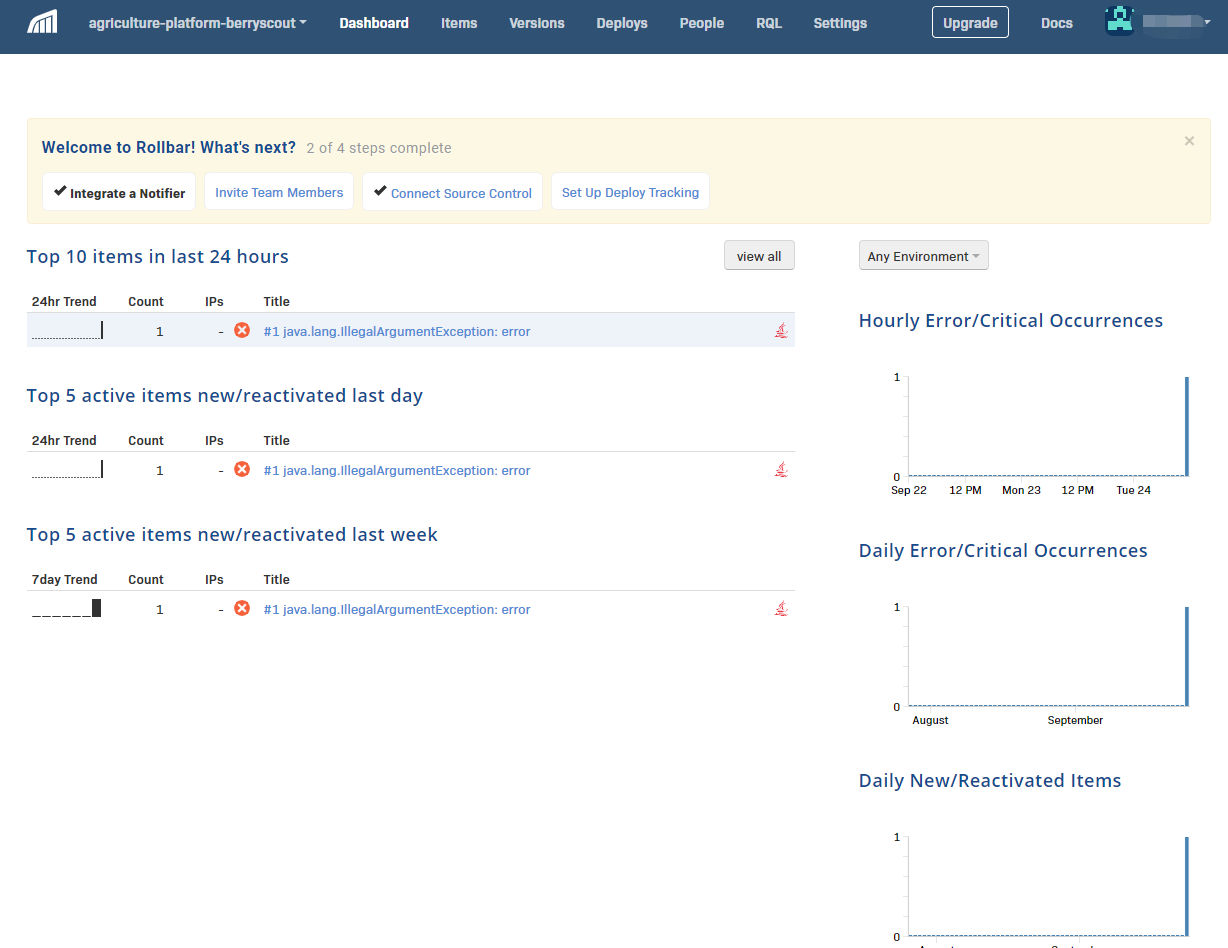 agriculture-platform-berryscout Dashboard Items Versions Deploys People RQL Settings Upgrade Docs
Welcome to Rollbar! What's next? 2 of 4 steps complete ×
Integrate a Notifier Invite Team Members Connect Source Control Set Up Deploy Tracking
Top 10 items in last 24 hours view all
24hr Trend Count IPs Title
1 - #1 java.lang.IllegalArgumentException: error
Top 5 active items new/reactivated last day
24hr Trend Count IPs Title
1 - #1 java.lang.IllegalArgumentException: error
Top 5 active items new/reactivated last week
7day Trend Count IPs Title
1 - #1 java.lang.IllegalArgumentException: error
Any Environment
Hourly Error/Critical Occurrences
1
0
Sep 22 12 PM Mon 23 12 PM Tue 24
Daily Error/Critical Occurrences
1
0
August September
Daily New/Reactivated Items
1
0